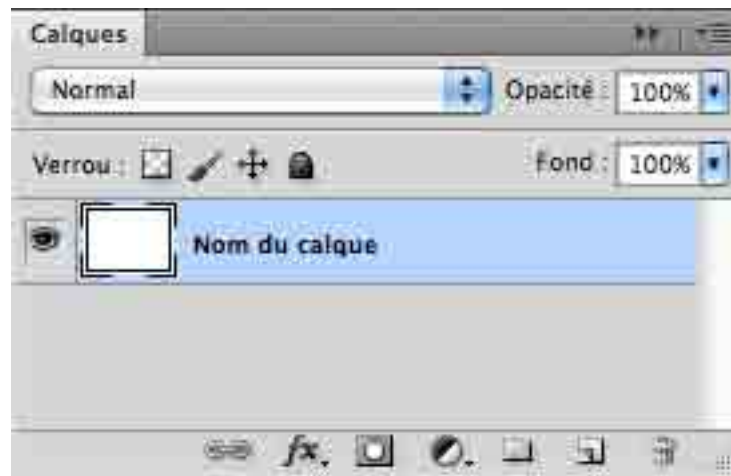 Calques
Normal Opacité : 100%
Verrou : Fond : 100%
Nom du calque
fx.